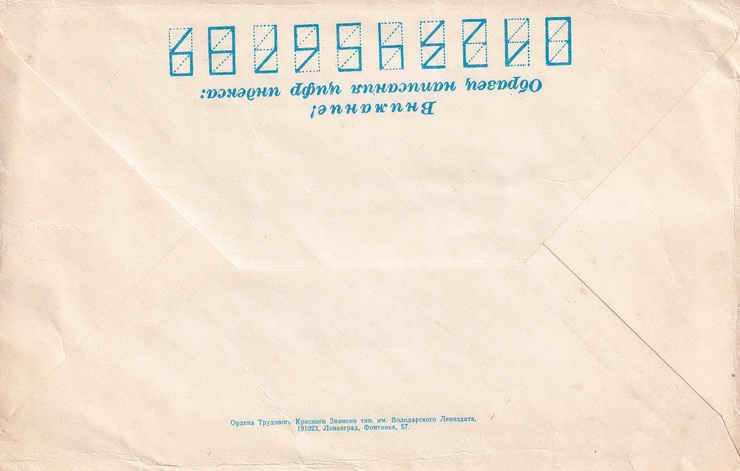 Внимание!
Образец написания цифр индекса:
0123456789
Ордена Трудового Красного Знамени тип. им. Володарского Лениздата,
191023, Ленинград, Фонтанка, 57.